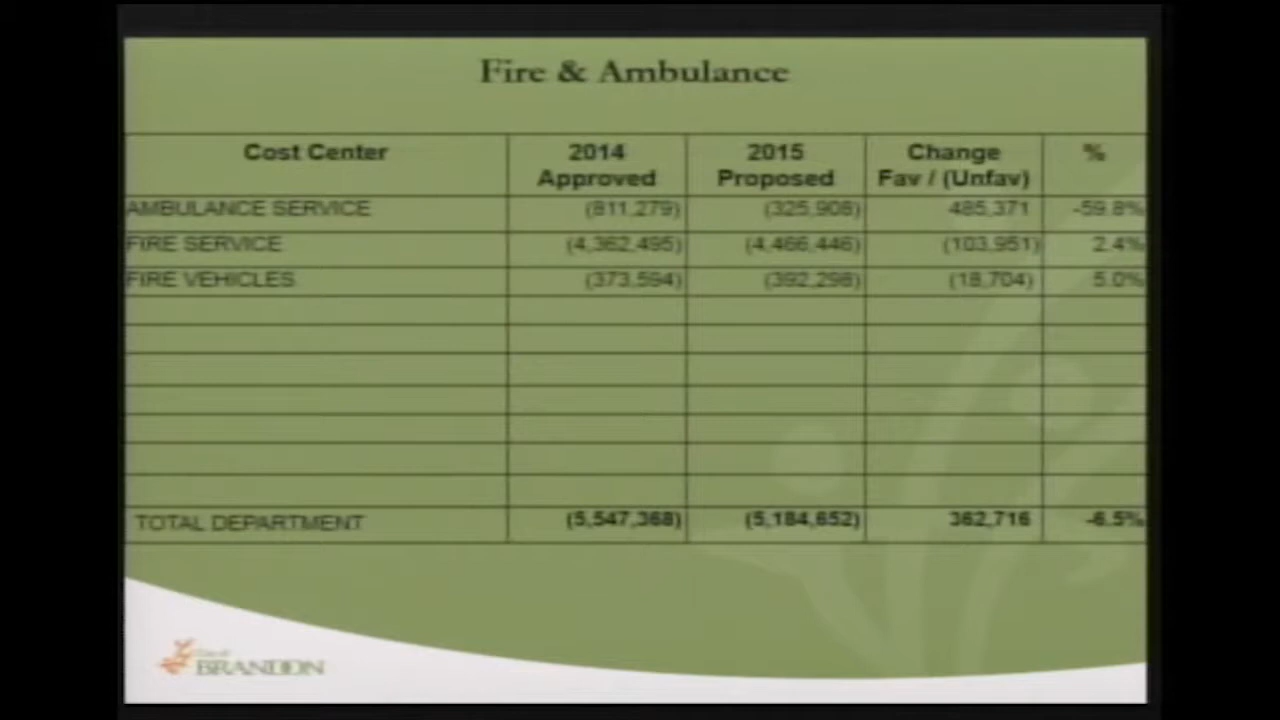 Fire & Ambulance
Cost Center 2014 Approved 2015 Proposed Change Fav / (Unfav) %
AMBULANCE SERVICE (811,279) (325,908) 485,371 -59.8%
FIRE SERVICE (4,362,495) (4,466,446) (103,951) 2.4%
FIRE VEHICLES (373,594) (392,298) (18,704) 5.0%
TOTAL DEPARTMENT (5,547,368) (5,184,652) 362,716 -6.5%
BRANDON